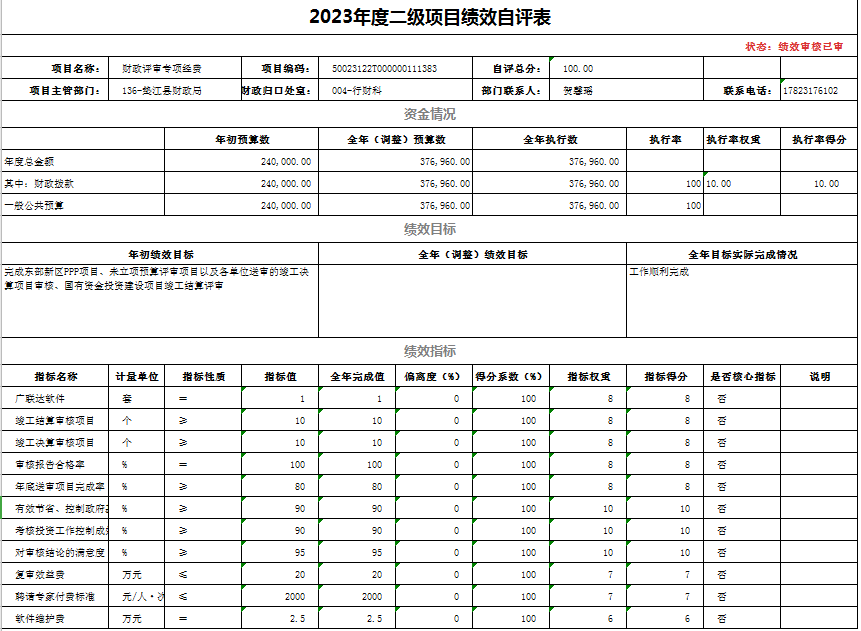 2023年度二级项目绩效自评表
状态：绩效审核已审
项目名称： 财政评审专项经费 项目编码： 50023122T000000111383 自评总分： 100.00
项目主管部门： 136-垫江县财政局 财政归口处室： 004-行财科 部门联系人： 贺馨瑶 联系电话： 17823176102
资金情况
年初预算数 全年（调整）预算数 全年执行数 执行率 执行率权重 执行率得分
年度总金额 240,000.00 376,960.00 376,960.00
其中：财政拨款 240,000.00 376,960.00 376,960.00 100 10.00 10.00
一般公共预算 240,000.00 376,960.00 376,960.00 100
绩效目标
年初绩效目标 全年（调整）绩效目标 全年目标实际完成情况
完成东部新区PPP项目、未立项预算评审项目以及各单位送审的竣工决 工作顺利完成
算项目审核、国有资金投资建设项目竣工结算评审
绩效指标
指标名称 计量单位 指标性质 指标值 全年完成值 偏离度（%） 得分系数（%） 指标权重 指标得分 是否核心指标 说明
广联达软件 套 ＝ 1 1 0 100 8 8 否
竣工结算审核项目 个 ≥ 10 10 0 100 8 8 否
竣工决算审核项目 个 ≥ 10 10 0 100 8 8 否
审核报告合格率 % ＝ 100 100 0 100 8 8 否
年底送审项目完成率 % ≥ 80 80 0 100 8 8 否
有效节省、控制政府 % ≥ 90 90 0 100 10 10 否
考核投资工作控制成 % ≥ 90 90 0 100 10 10 否
对审核结论的满意度 % ≥ 95 95 0 100 10 10 否
复审效益费 万元 ≤ 20 20 0 100 7 7 否
聘请专家付费标准 元/人·次 ≤ 2000 2000 0 100 7 7 否
软件维护费 万元 ＝ 2.5 2.5 0 100 6 6 否